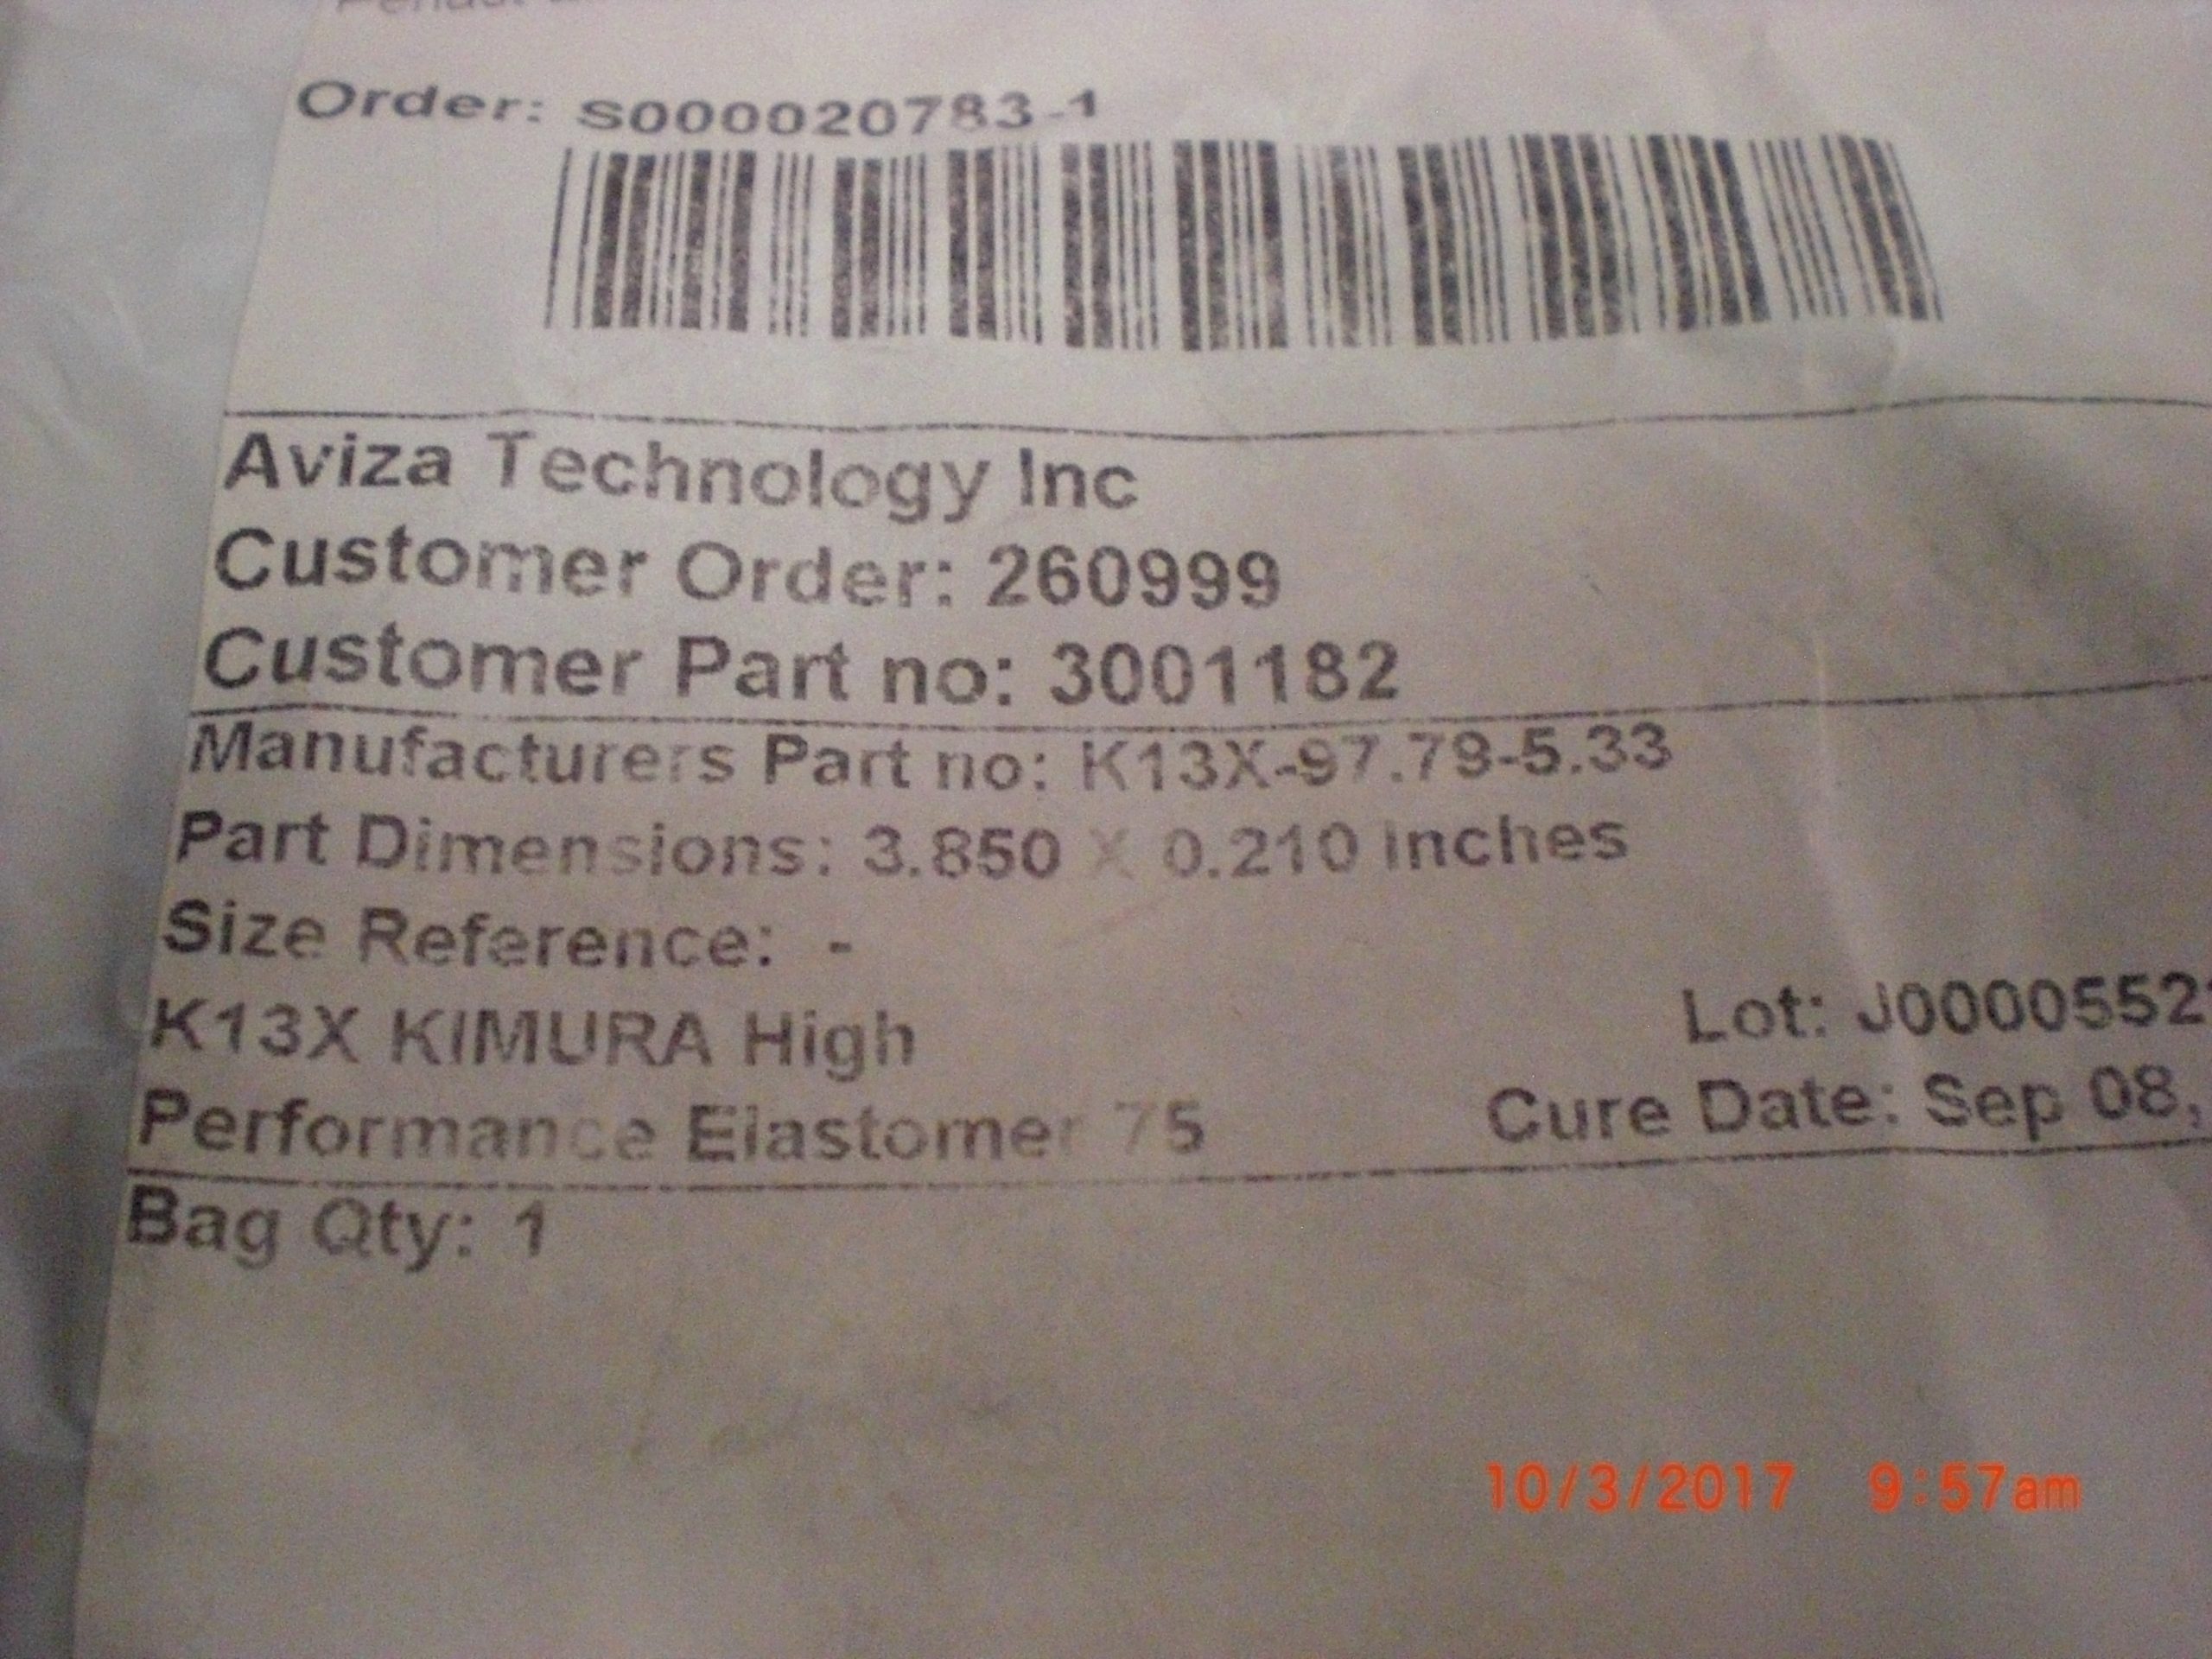 Order: S000020783-1
Aviza Technology Inc
Customer Order: 260999
Customer Part no: 3001182
Manufacturers Part no: K13X-97.79-5.33
Part Dimensions: 3.850 X 0.210 inches
Size Reference: -
K13X KIMURA High
Lot:
Performance Elastomer 75
Cure Date: Sep 08,
Bag Qty: 1
10/3/2017 9:57am